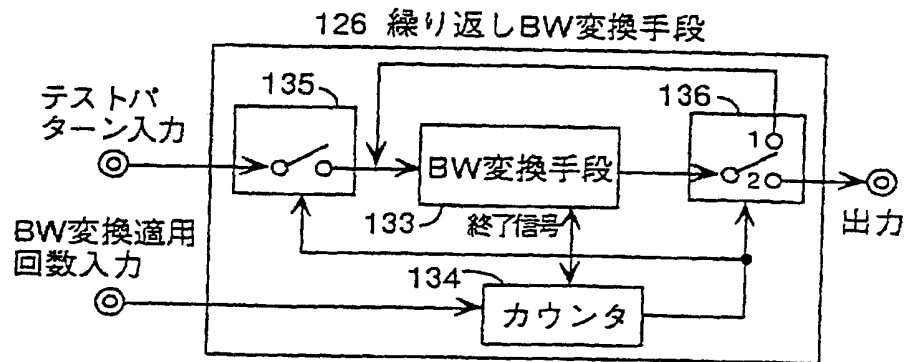 126 繰り返しBW変換手段
135
136
テストパ
ターン入力
1
BW変換手段
2
133
終了信号
出力
BW変換適用
回数入力
134
カウンタ